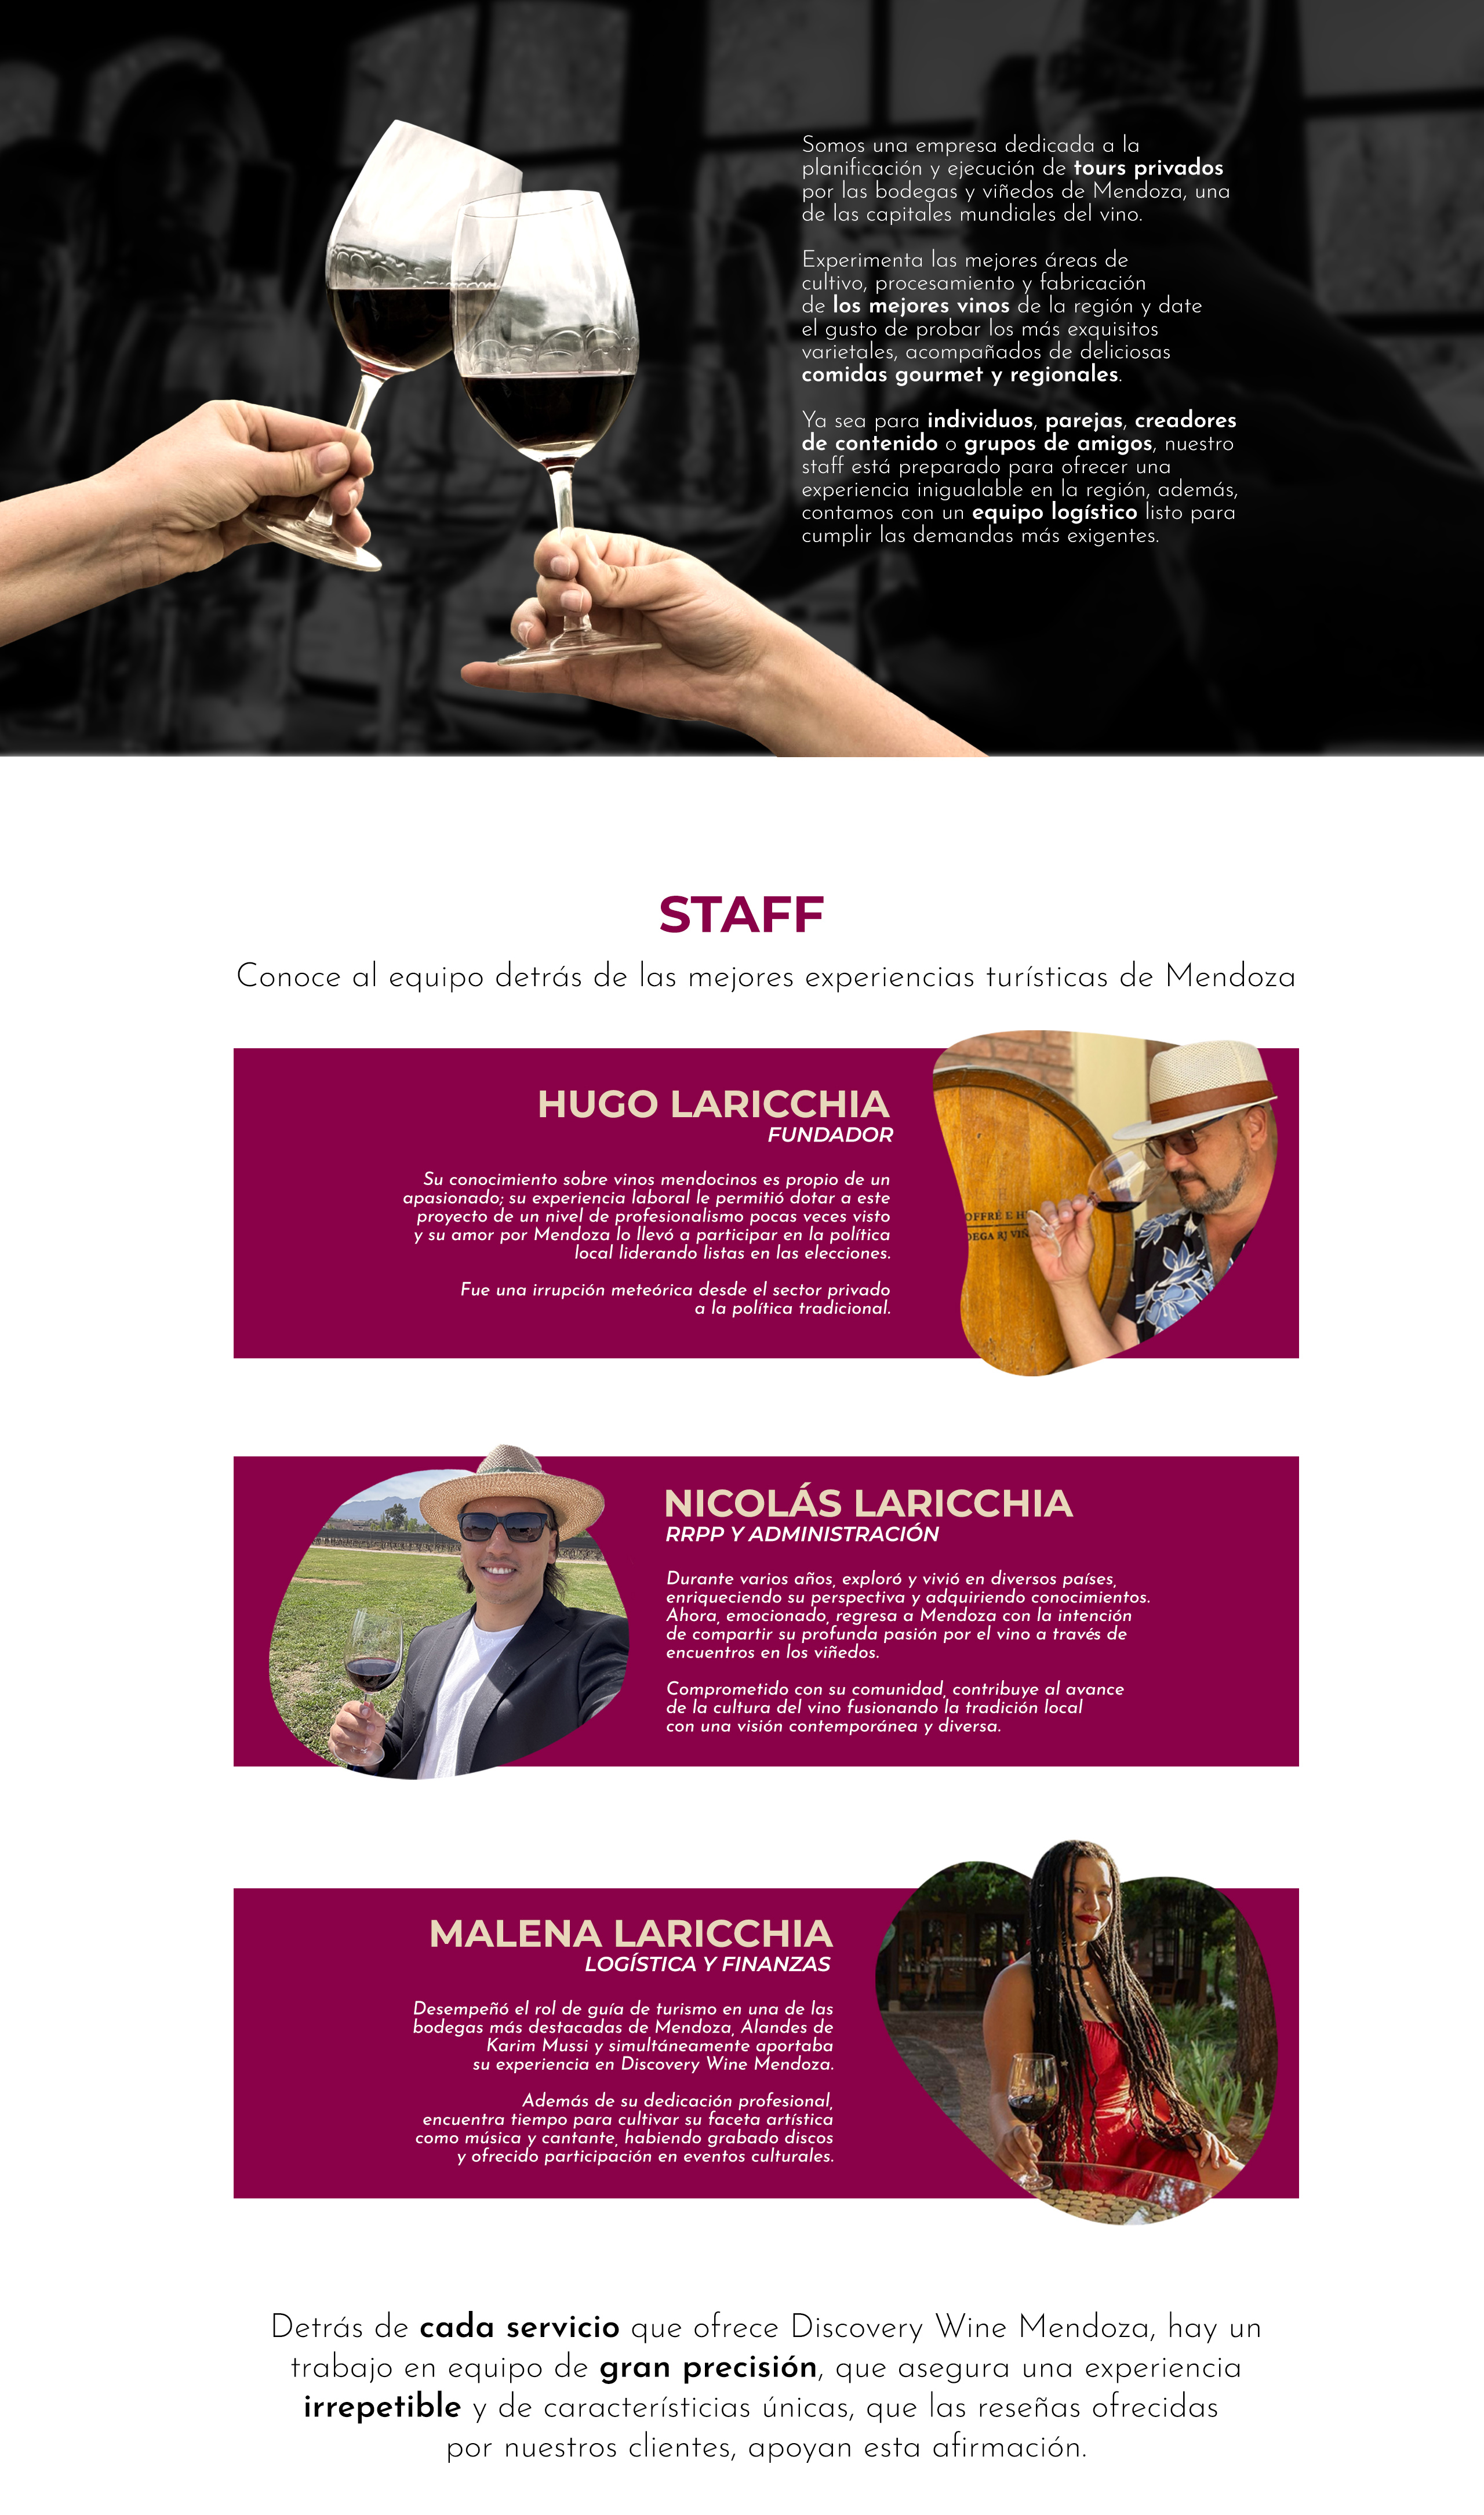 Somos una empresa dedicada a la
planificación y ejecución de tours privados
por las bodegas y viñedos de Mendoza, una
de las capitales mundiales del vino.
Experimenta las mejores áreas de
cultivo, procesamiento y fabricación
de los mejores vinos de la región y date
el gusto de probar los más exquisitos
varietales, acompañados de deliciosas
comidas gourmet y regionales.
Ya sea para individuos, parejas, creadores
de contenido o grupos de amigos, nuestro
staff está preparado para ofrecer una
experiencia inigualable en la región, además,
contamos con un equipo logístico listo para
cumplir las demandas más exigentes.
STAFF
Conoce al equipo detrás de las mejores experiencias turísticas de Mendoza
HUGO LARICCHIA
FUNDADOR
Su conocimiento sobre vinos mendocinos es propio de un
apasionado; su experiencia laboral le permitió dotar a este
proyecto de un nivel de profesionalismo pocas veces visto
y su amor por Mendoza lo llevó a participar en la política
local liderando listas en las elecciones.
Fue una irrupción meteórica desde el sector privado
a la política tradicional.
OFFRÉ E H
DEGA RJ VIÑ
NICOLÁS LARICCHIA
RRPP Y ADMINISTRACIÓN
Durante varios años, exploró y vivió en diversos países,
enriqueciendo su perspectiva y adquiriendo conocimientos.
Ahora, emocionado, regresa a Mendoza con la intención
de compartir su profunda pasión por el vino a través de
encuentros en los viñedos.
Comprometido con su comunidad, contribuye al avance
de la cultura del vino fusionando la tradición local
con una visión contemporánea y diversa.
MALENA LARICCHIA
LOGÍSTICA Y FINANZAS
Desempeñó el rol de guía de turismo en una de las
bodegas más destacadas de Mendoza, Alandes de
Karim Mussi y simultáneamente aportaba
su experiencia en Discovery Wine Mendoza.
Además de su dedicación profesional,
encuentra tiempo para cultivar su faceta artística
como música y cantante, habiendo grabado discos
y ofrecido participación en eventos culturales.
Detrás de cada servicio que ofrece Discovery Wine Mendoza, hay un
trabajo en equipo de gran precisión, que asegura una experiencia
irrepetible y de característicias únicas, que las reseñas ofrecidas
por nuestros clientes, apoyan esta afirmación.